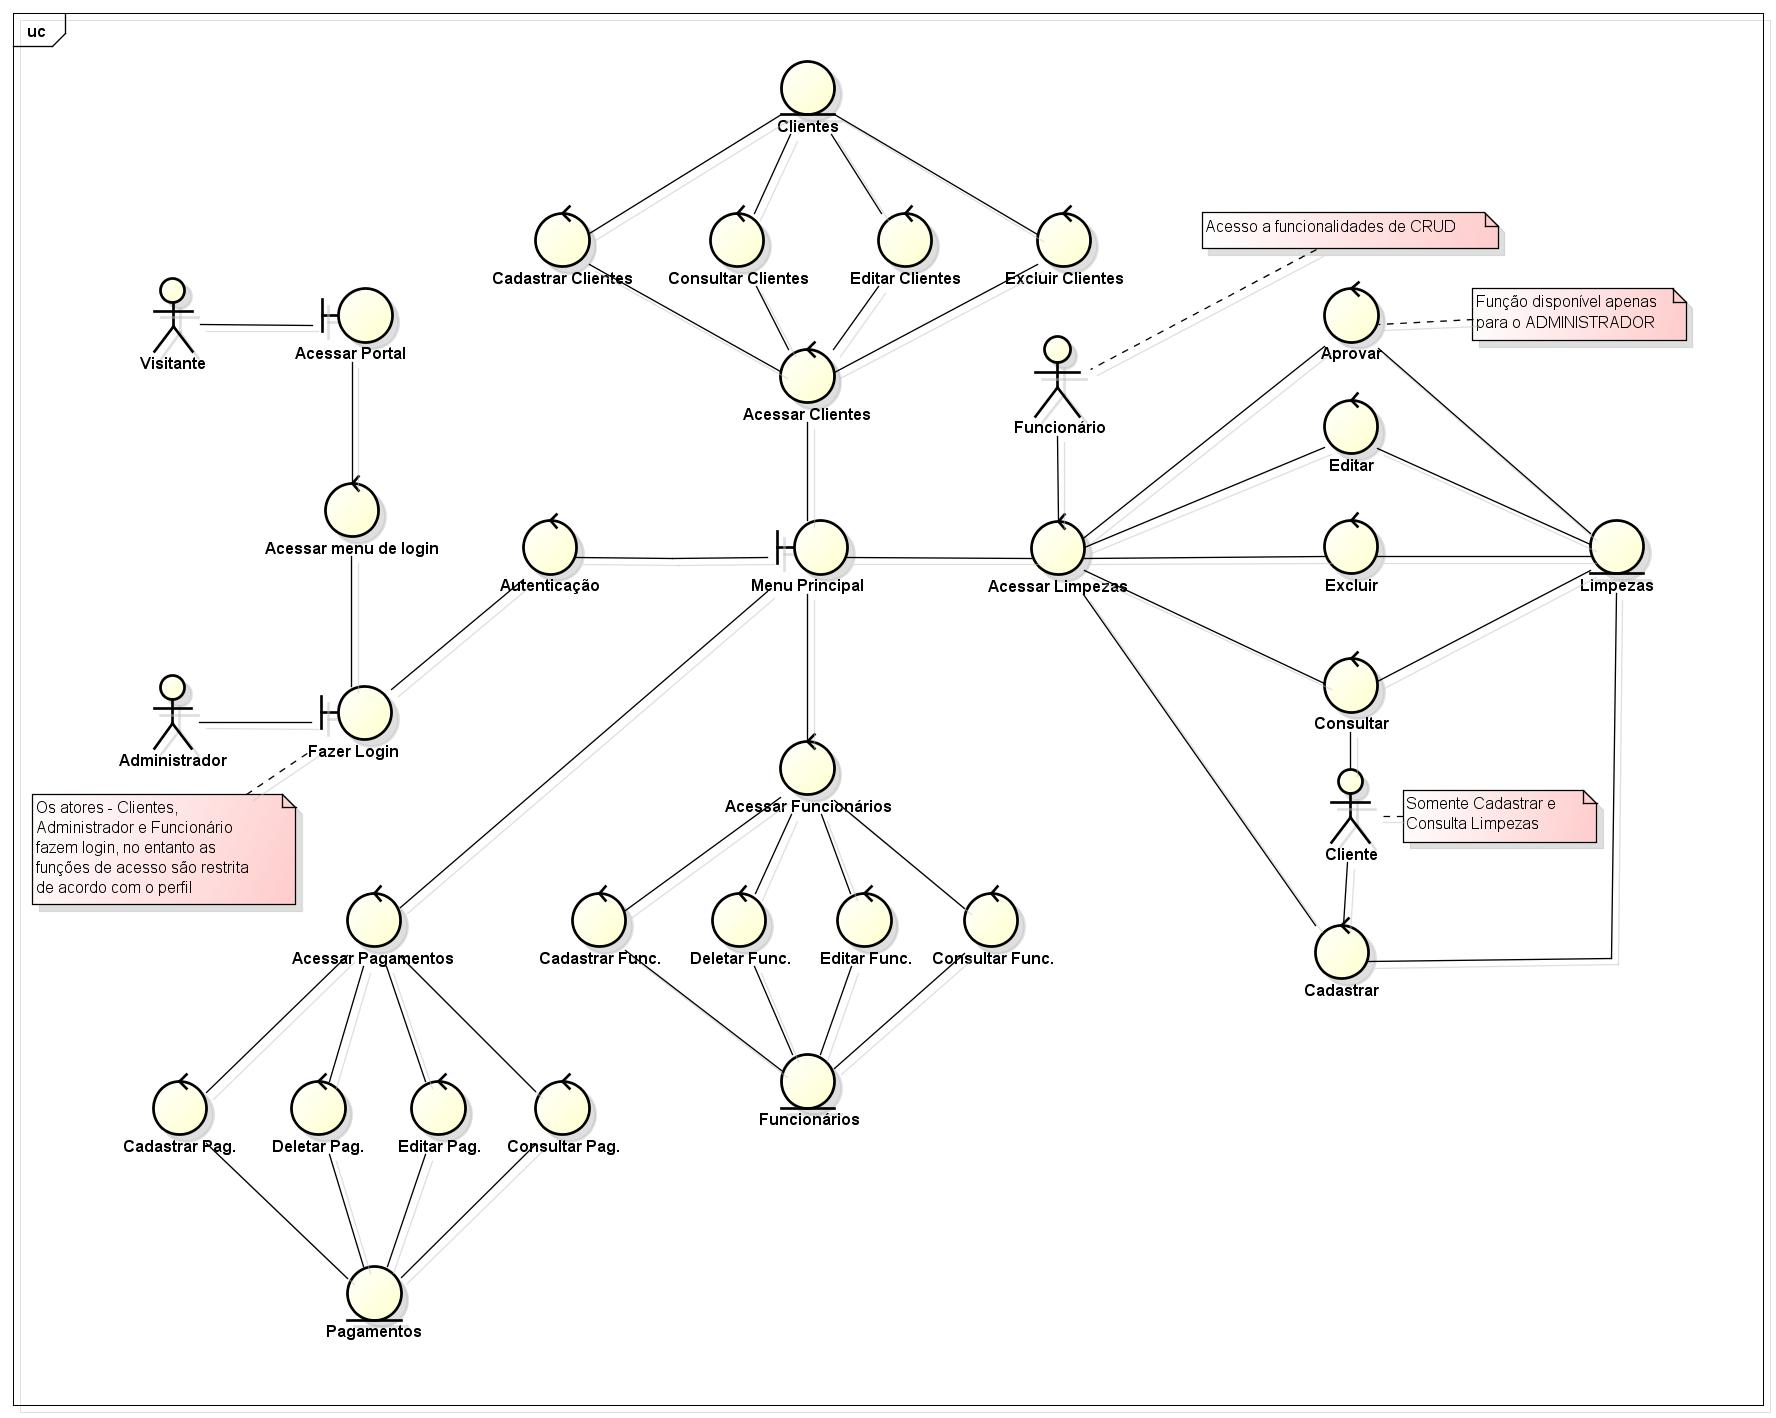 uc
Clientes
Cadastrar Clientes
Consultar Clientes
Editar Clientes
Excluir Clientes
Acesso a funcionalidades de CRUD
Função disponível apenas
para o ADMINISTRADOR
Visitante
Acessar Portal
Aprovar
Acessar Clientes
Funcionário
Editar
Acessar menu de login
Autenticação
Menu Principal
Acessar Limpezas
Excluir
Limpezas
Administrador
Fazer Login
Consultar
Os atores - Clientes,
Administrador e Funcionário
fazem login, no entanto as
funções de acesso são restrita
de acordo com o perfil
Acessar Funcionários
Somente Cadastrar e
Consulta Limpezas
Cliente
Acessar Pagamentos
Cadastrar Func.
Deletar Func.
Editar Func.
Consultar Func.
Cadastrar
Funcionários
Cadastrar Pag.
Deletar Pag.
Editar Pag.
Consultar Pag.
Pagamentos